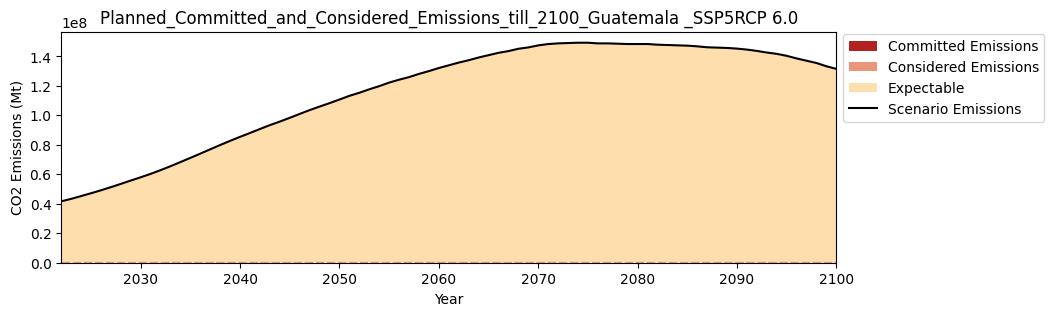 Planned_Committed_and_Considered_Emissions_till_2100_Guatemala _SSP5RCP 6.0
1e8
1.4
1.2
1.0
0.8
0.6
0.4
0.2
0.0
CO2 Emissions (Mt)
2030 2040 2050 2060 2070 2080 2090 2100
Year
Committed Emissions
Considered Emissions
Expectable
Scenario Emissions